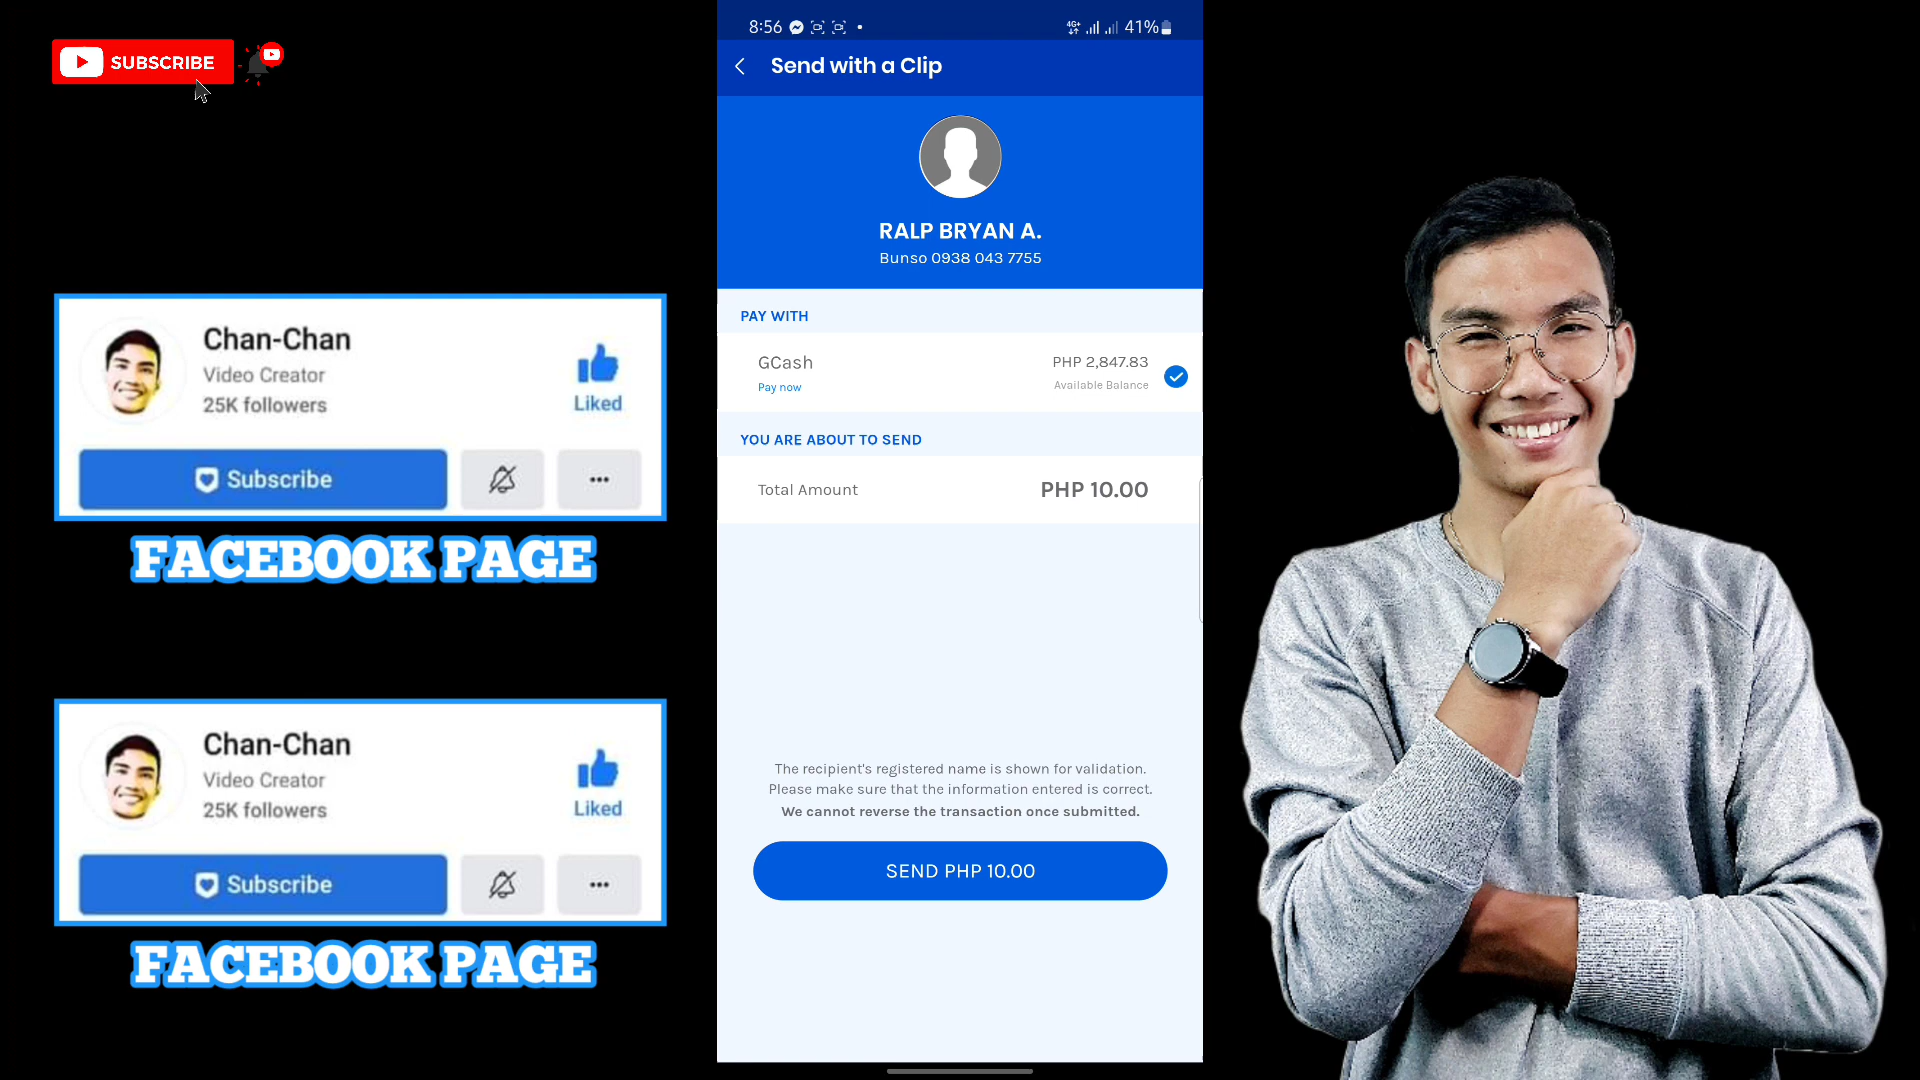 SUBSCRIBE
Chan-Chan
Video Creator
25K followers
Liked
Subscribe
FACEBOOK PAGE
Chan-Chan
Video Creator
25K followers
Liked
Subscribe
FACEBOOK PAGE
8:56
4G+
41%
Send with a Clip
RALP BRYAN A.
Bunso 0938 043 7755
PAY WITH
GCash
PHP 2,847.83
Pay now
Available Balance
YOU ARE ABOUT TO SEND
Total Amount
PHP 10.00
The recipient's registered name is shown for validation.
Please make sure that the information entered is correct.
We cannot reverse the transaction once submitted.
SEND PHP 10.00